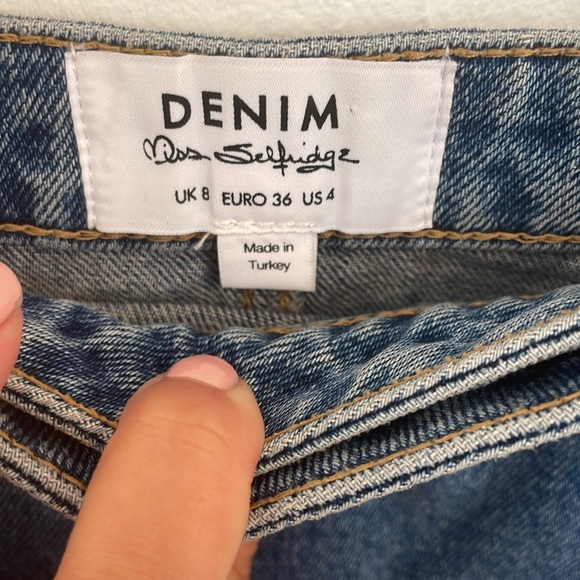 DENIM
Miss Selfridge
UK 8 EURO 36 US 4
Made in
Turkey